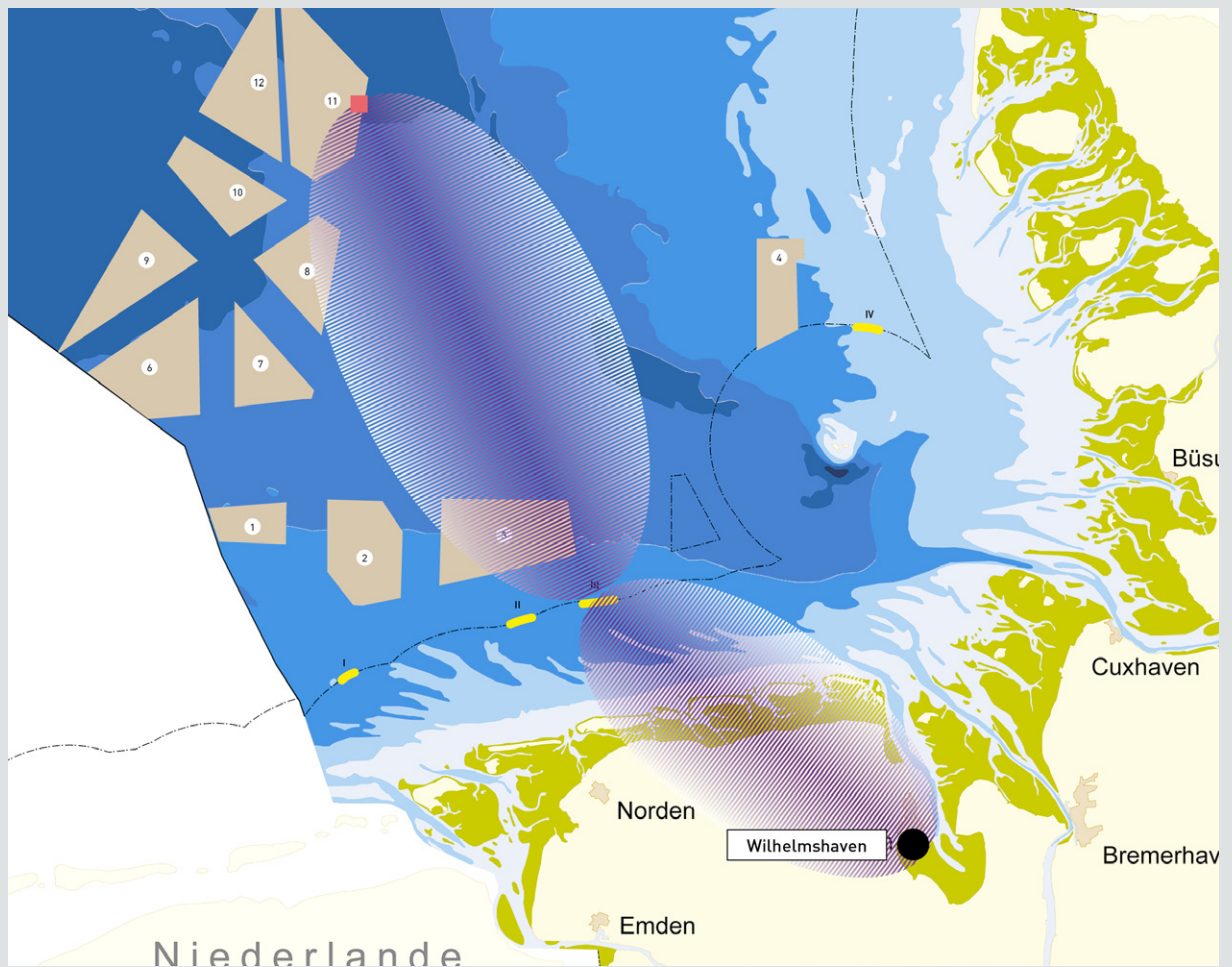 12
11
10
9
8
4
IV
6
7
Büsu
1
2
3
III
II
I
Cuxhaven
Norden
Wilhelmshaven
Bremerhav
Emden
Niederlande